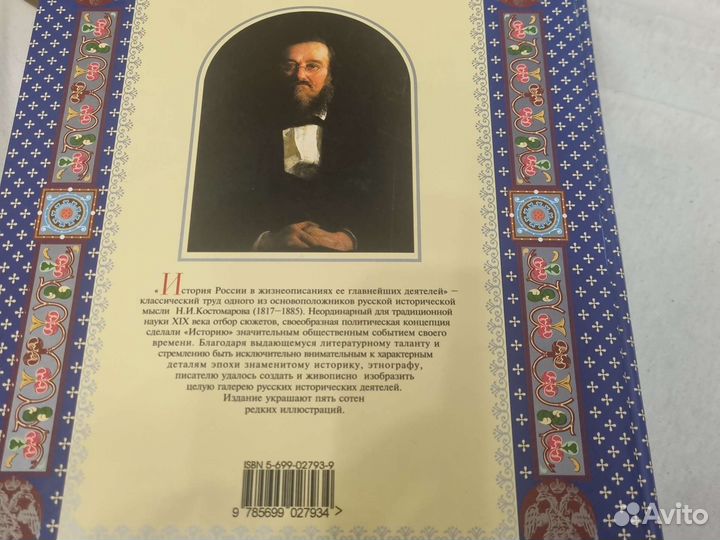 «История России в жизнеописаниях ее главнейших деятелей» –
классический труд одного из основоположников русской исторической
мысли Н.И.Костомарова (1817–1885). Неординарный для традиционной
науки XIX века отбор сюжетов, своеобразная политическая концепция
сделали «Историю» значительным общественным событием своего
времени. Благодаря выдающемуся литературному таланту и
стремлению быть исключительно внимательным к характерным
деталям эпохи знаменитому историку, этнографу,
писателю удалось создать и живописно изобразить
целую галерею русских исторических деятелей.
Издание украшают пять сотен
редких иллюстраций.
ISBN 5-699-02793-9
9 785699 027934 >
Avito